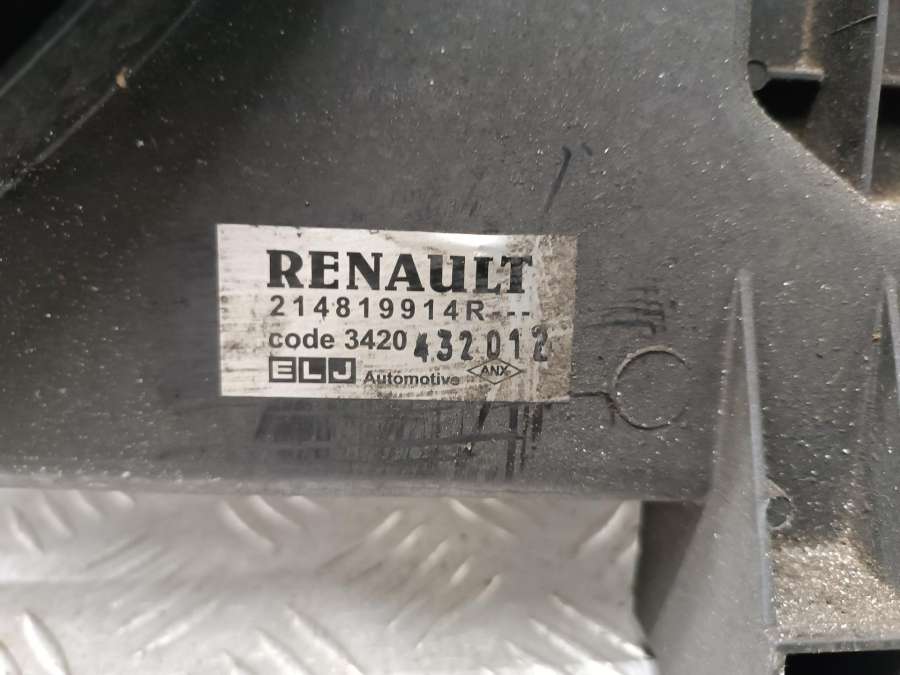 RENAULT
214819914R---
code 3420 432012
ELJ Automotive ANX